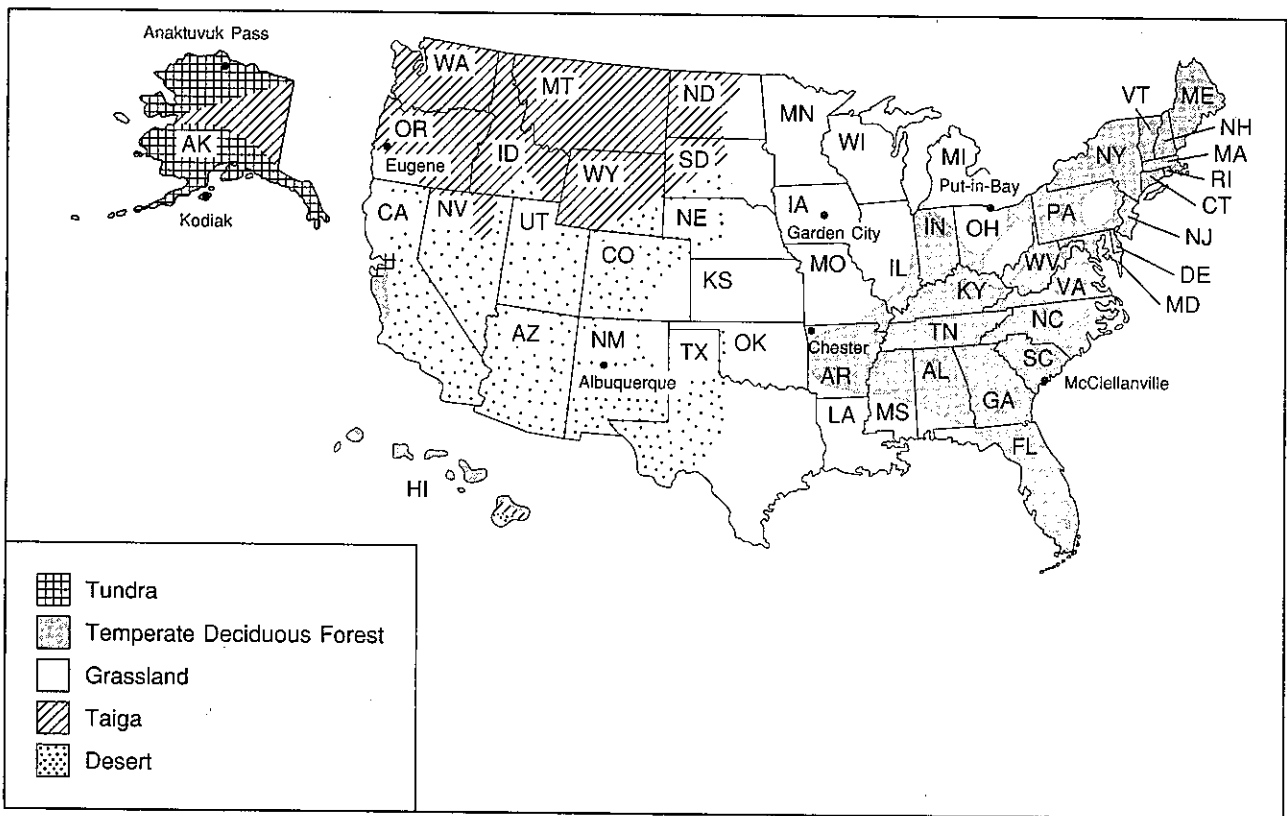 Anaktuvuk Pass
AK
Kodiak
WA
MT
ND
MN
VT
ME
OR
Eugene
ID
WY
SD
WI
MI
Put-in-Bay
NY
NH
MA
RI
CT
CA
NV
UT
NE
IA
Garden City
IN
OH
PA
NJ
CO
KS
MO
IL
WV
DE
KY
VA
MD
AZ
NM
Albuquerque
TX
OK
Chester
AR
TN
NC
SC
McClellanville
LA
MS
AL
GA
FL
HI
Tundra
Temperate Deciduous Forest
Grassland
Taiga
Desert